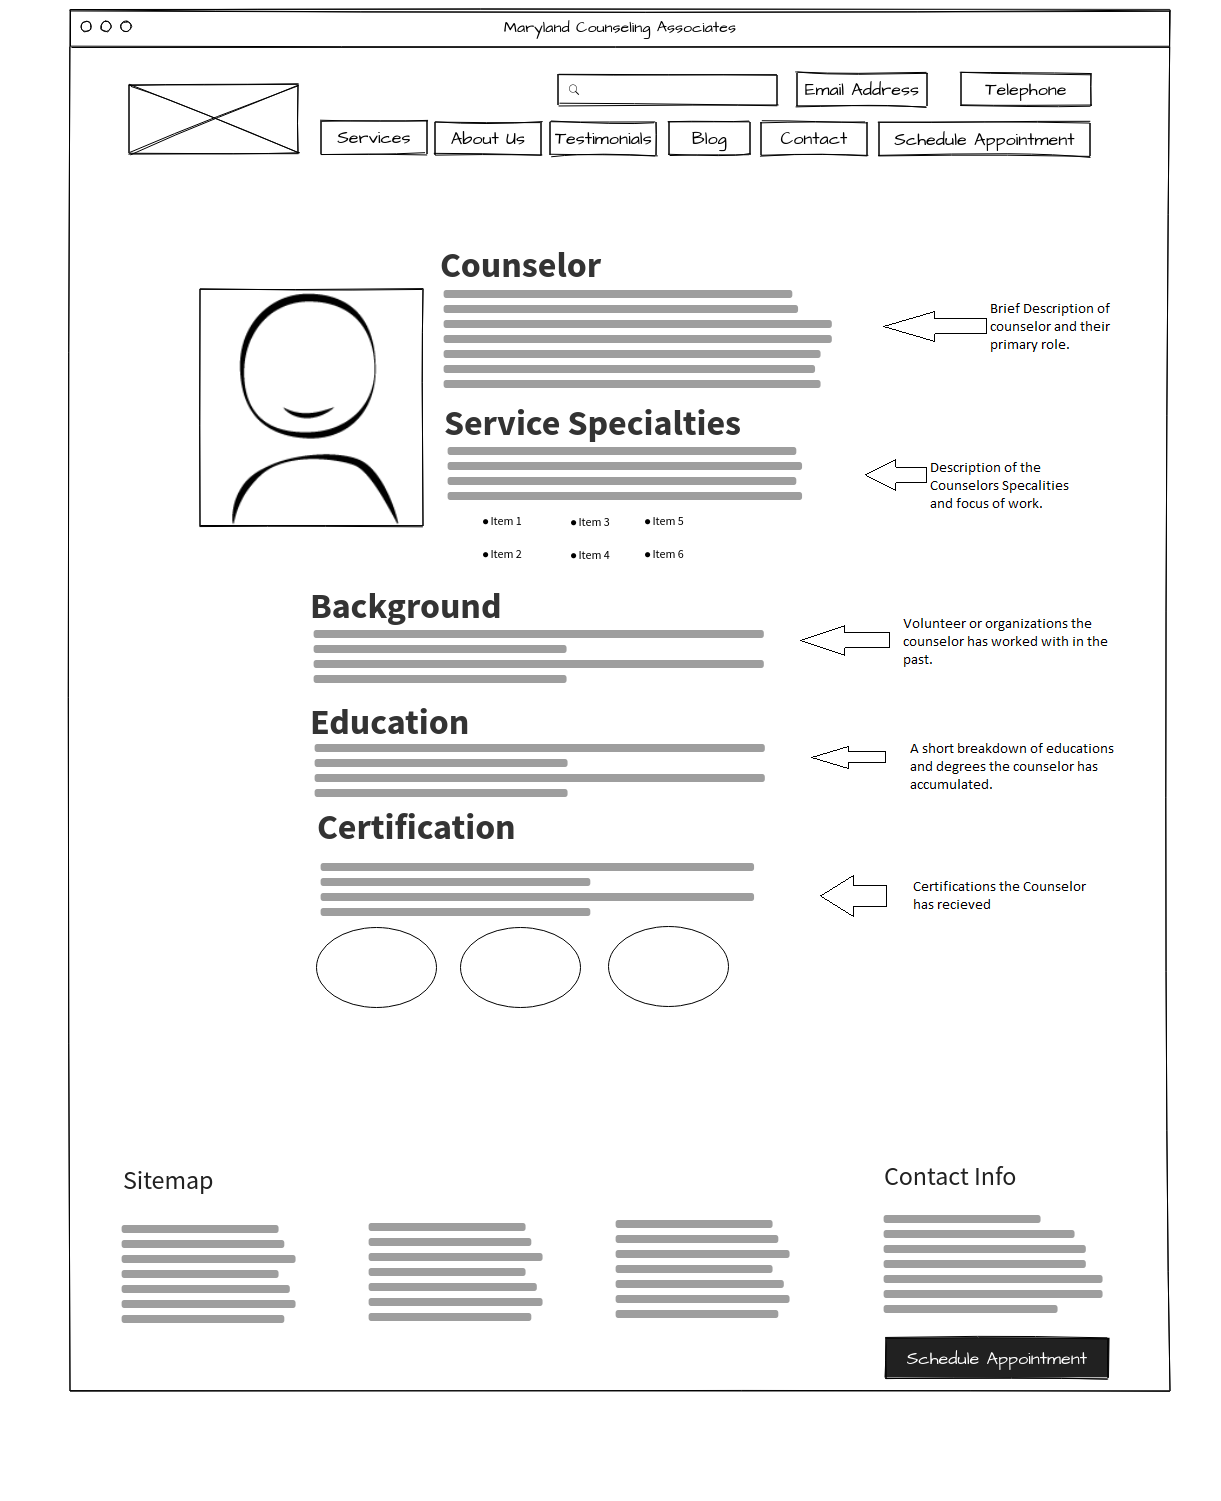 Maryland Counseling Associates
Email Address
Telephone
Services
About Us
Testimonials
Blog
Contact
Schedule Appointment
Counselor
Brief Description of
counselor and their
primary role.
Service Specialties
Description of the
Counselors Specalities
and focus of work.
Item 1
Item 3
Item 5
Item 2
Item 4
Item 6
Background
Volunteer or organizations the
counselor has worked with in the
past.
Education
A short breakdown of educations
and degrees the counselor has
accumulated.
Certification
Certifications the Counselor
has recieved
Sitemap
Contact Info
Schedule Appointment